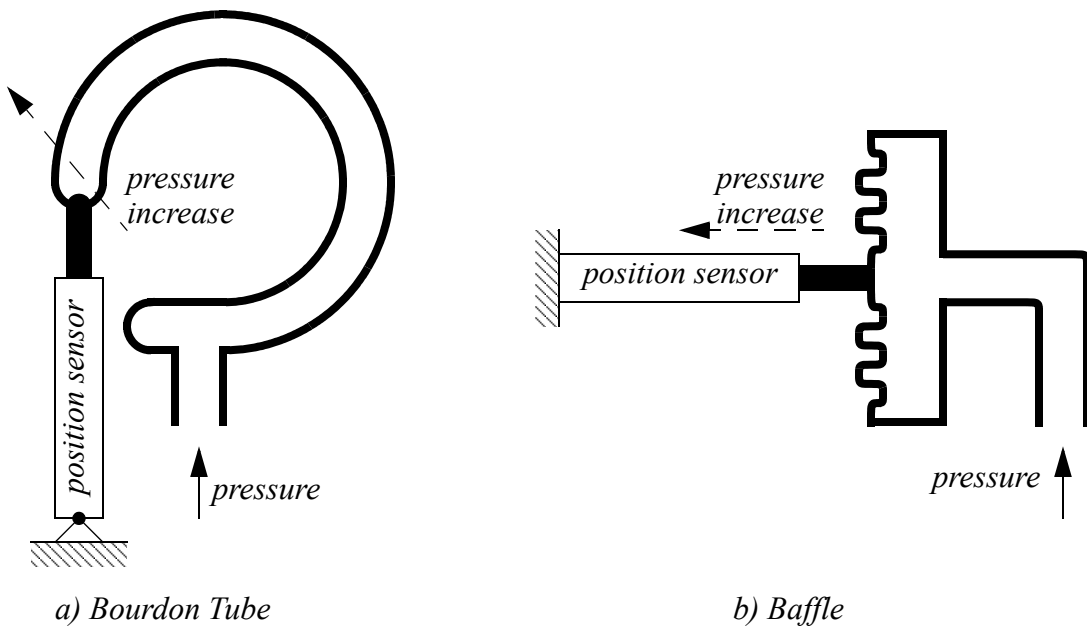 pressure
increase
position sensor
pressure
a) Bourdon Tube
pressure
increase
position sensor
pressure
b) Baffle